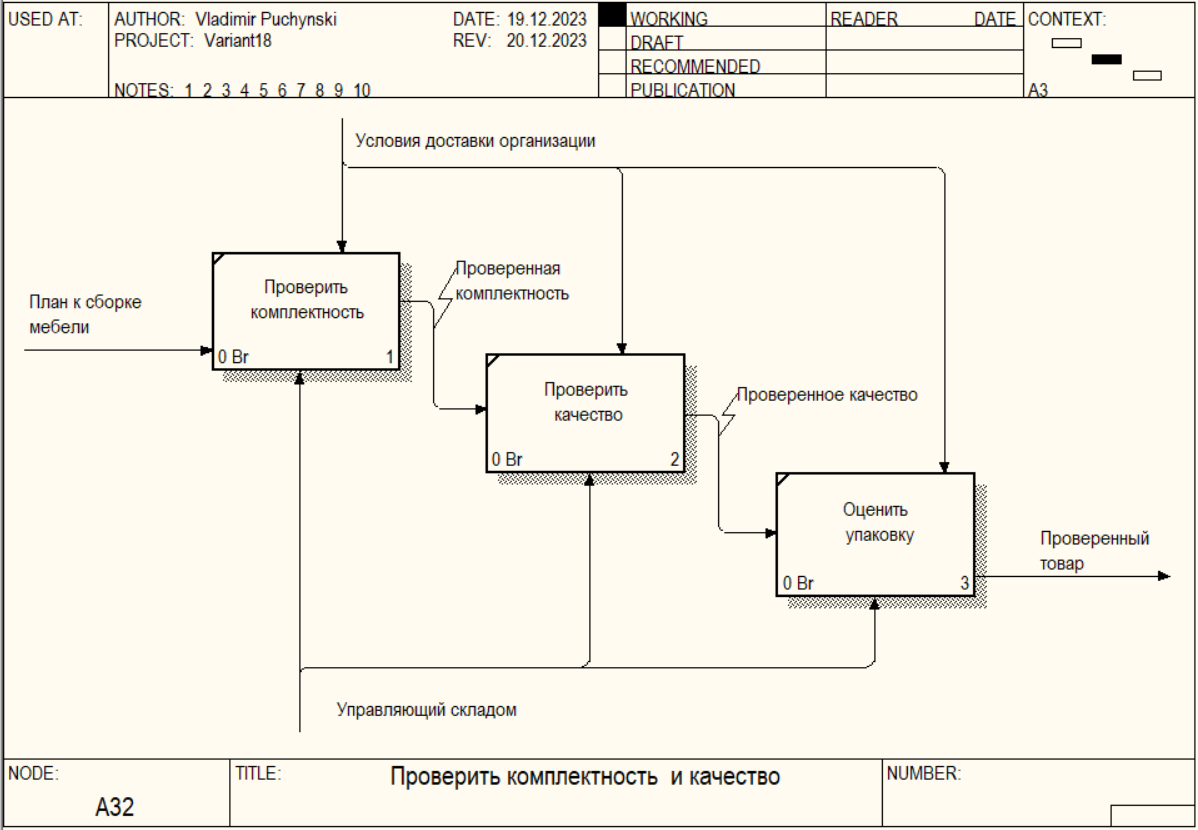 USED AT:
AUTHOR: Vladimir Puchynski
DATE: 19.12.2023
PROJECT: Variant18
REV: 20.12.2023
NOTES: 1 2 3 4 5 6 7 8 9 10
WORKING
DRAFT
RECOMMENDED
PUBLICATION
READER
DATE
CONTEXT:
A3
Условия доставки организации
План к сборке
мебели
Проверить
комплектность
0 Br
1
Проверенная
комплектность
Проверить
качество
0 Br
2
Проверенное качество
Оценить
упаковку
0 Br
3
Проверенный
товар
Управляющий складом
NODE:
A32
TITLE:
Проверить комплектность и качество
NUMBER: